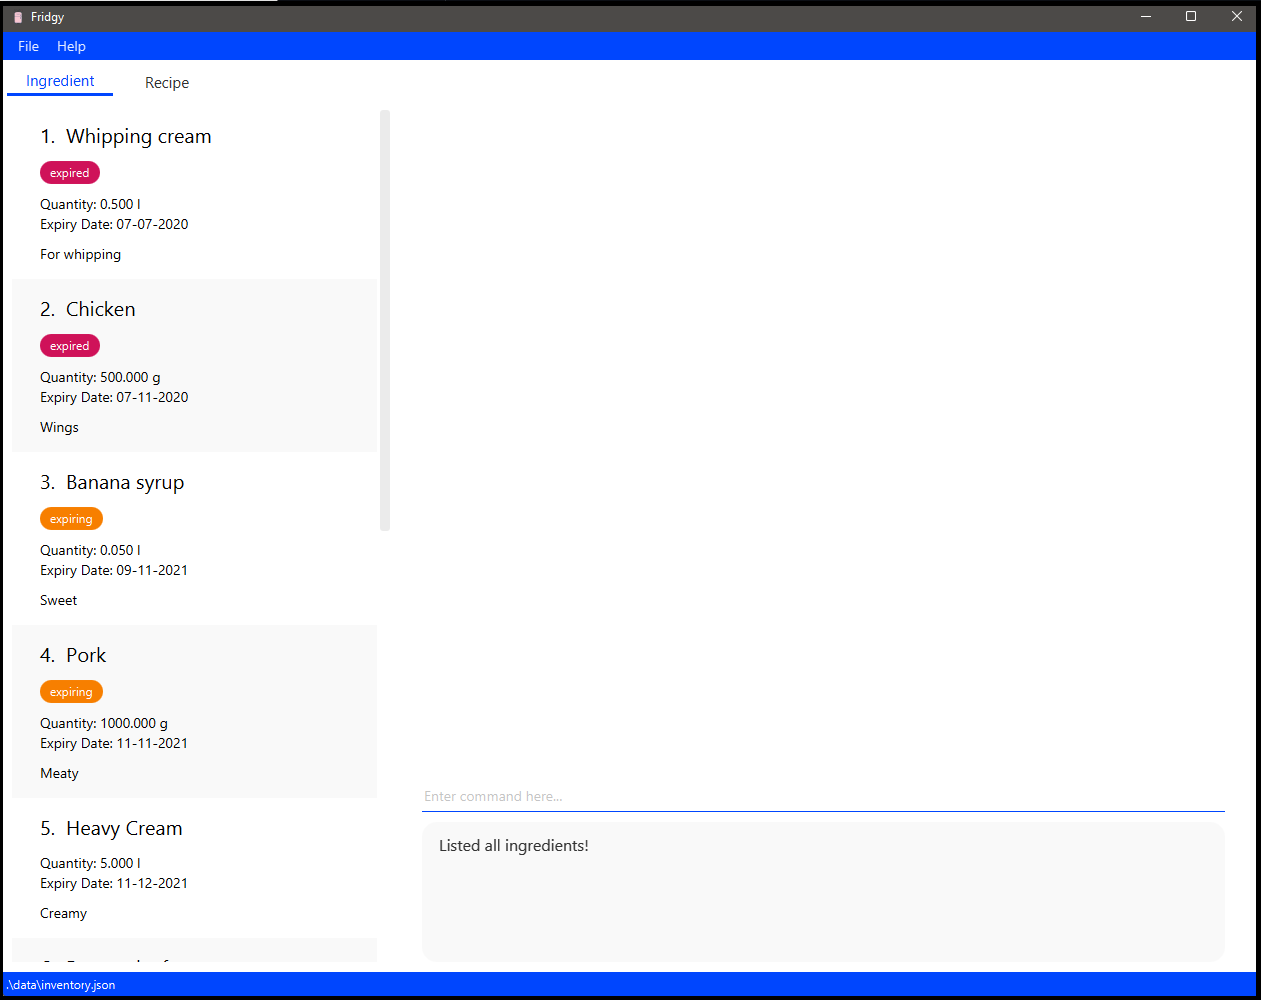 Fridgy
File Help
Ingredient Recipe
1. Whipping cream
expired
Quantity: 0.500 l
Expiry Date: 07-07-2020
For whipping
2. Chicken
expired
Quantity: 500.000 g
Expiry Date: 07-11-2020
Wings
3. Banana syrup
expiring
Quantity: 0.050 l
Expiry Date: 09-11-2021
Sweet
4. Pork
expiring
Quantity: 1000.000 g
Expiry Date: 11-11-2021
Meaty
5. Heavy Cream
Quantity: 5.000 l
Expiry Date: 11-12-2021
Creamy
Enter command here...
Listed all ingredients!
.\data\inventory.json